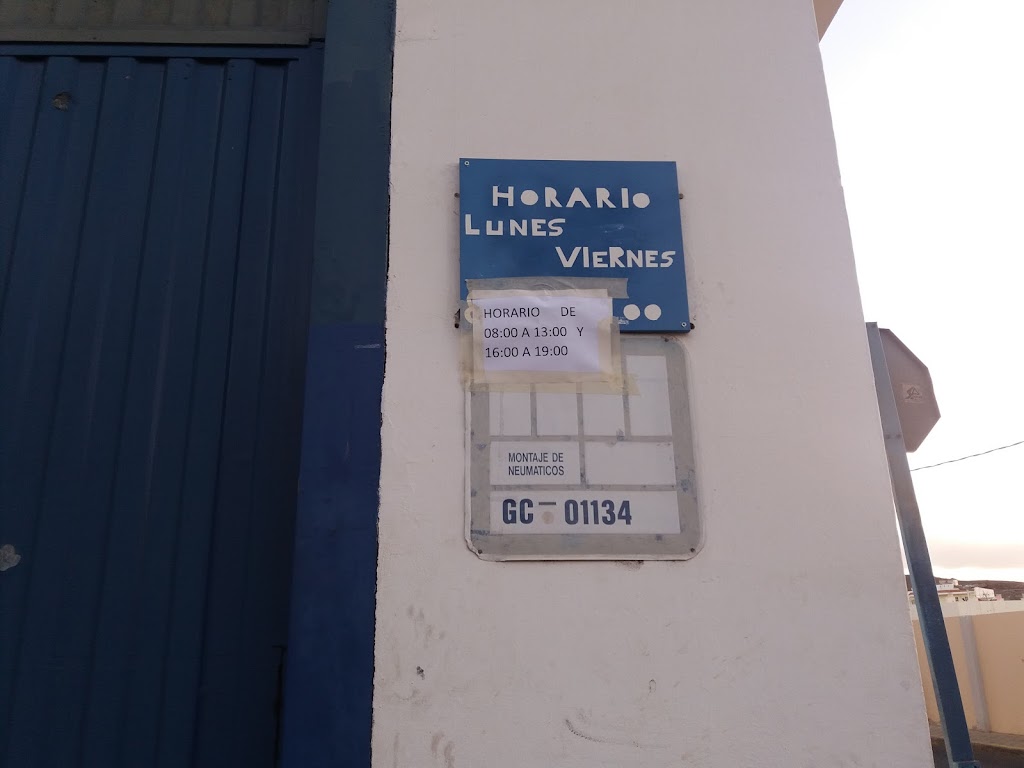 HORARIO
LUNES
VIERNES
HORARIO DE
08:00 A 13:00 Y
16:00 A 19:00
MONTAJE DE
NEUMATICOS
GC - 01134